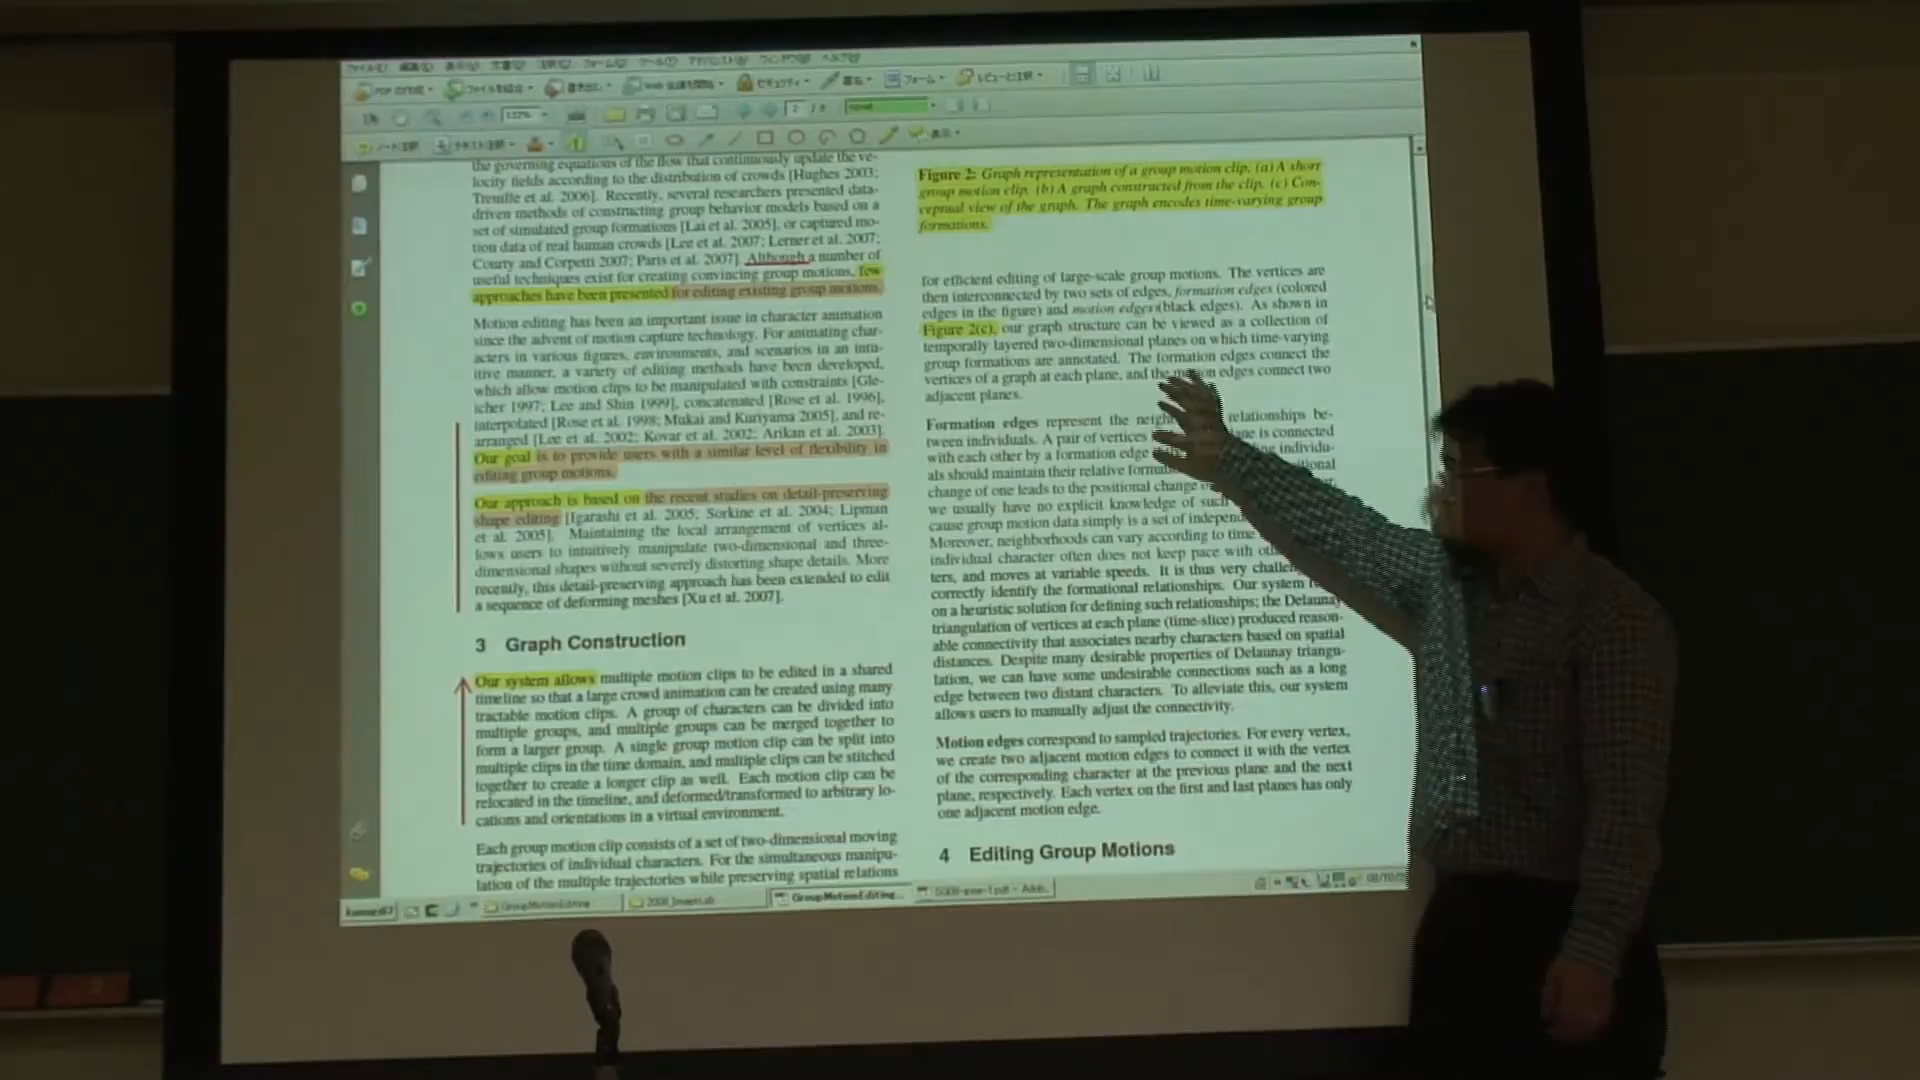 the governing equations of the flow that continuously update the ve-
locity fields according to the distribution of crowds [Hughes 2003;
Treuille et al. 2006]. Recently, several researchers presented data-
driven methods of constructing group behavior models based on a
set of simulated group formations [Lai et al. 2005], or captured mo-
tion data of real human crowds [Lee et al. 2007; Lerner et al. 2007;
Courty and Corpetti 2007; Paris et al. 2007]. Although a number of
useful techniques exist for creating convincing group motions, few
approaches have been presented for editing existing group motions.
Motion editing has been an important issue in character animation
since the advent of motion capture technology. For animating char-
acters in various figures, environments, and scenarios in an intu-
itive manner, a variety of editing methods have been developed,
which allow motion clips to be manipulated with constraints [Gle-
icher 1997; Lee and Shin 1999], concatenated [Rose et al. 1996],
interpolated [Rose et al. 1998; Mukai and Kuriyama 2005], and re-
arranged [Lee et al. 2002; Kovar et al. 2002; Arikan et al. 2003].
Our goal is to provide users with a similar level of flexibility in
editing group motions.
Our approach is based on the recent studies on detail-preserving
shape editing [Igarashi et al. 2005; Sorkine et al. 2004; Lipman
et al. 2005]. Maintaining the local arrangement of vertices al-
lows users to intuitively manipulate two-dimensional and three-
dimensional shapes without severely distorting shape details. More
recently, this detail-preserving approach has been extended to edit
a sequence of deforming meshes [Xu et al. 2007].
3 Graph Construction
Our system allows multiple motion clips to be edited in a shared
timeline so that a large crowd animation can be created using many
tractable motion clips. A group of characters can be divided into
multiple groups, and multiple groups can be merged together to
form a larger group. A single group motion clip can be split into
multiple clips in the time domain, and multiple clips can be stitched
together to create a longer clip as well. Each motion clip can be
relocated in the timeline, and deformed/transformed to arbitrary lo-
cations and orientations in a virtual environment.
Each group motion clip consists of a set of two-dimensional moving
trajectories of individual characters. For the simultaneous manipu-
lation of the multiple trajectories while preserving spatial relations
Figure 2: Graph representation of a group motion clip. (a) A short
group motion clip. (b) A graph constructed from the clip. (c) Con-
ceptual view of the graph. The graph encodes time-varying group
formations.
for efficient editing of large-scale group motions. The vertices are
then interconnected by two sets of edges, formation edges (colored
edges in the figure) and motion edges (black edges). As shown in
Figure 2(c), our graph structure can be viewed as a collection of
temporally layered two-dimensional planes on which time-varying
group formations are annotated. The formation edges connect the
vertices of a graph at each plane, and the motion edges connect two
adjacent planes.
Formation edges represent the neigh relationships be-
tween individuals. A pair of vertices is connected
with each other by a formation edge individu-
als should maintain their relative
change of one leads to the positional change
we usually have no explicit knowledge of such
cause group motion data simply is a set of
Moreover, neighborhoods can vary according to time
individual character often does not keep pace with
ters, and moves at variable speeds. It is thus very
correctly identify the formational relationships. Our system
on a heuristic solution for defining such relationships; the Delaunay
triangulation of vertices at each plane (time-slice) produced reason-
able connectivity that associates nearby characters based on spatial
distances. Despite many desirable properties of Delaunay triangu-
lation, we can have some undesirable connections such as a long
edge between two distant characters. To alleviate this, our system
allows users to manually adjust the connectivity.
Motion edges correspond to sampled trajectories. For every vertex,
we create two adjacent motion edges to connect it with the vertex
of the corresponding character at the previous plane and the next
plane, respectively. Each vertex on the first and last planes has only
one adjacent motion edge.
4 Editing Group Motions
GroupMotionEditing
GroupMotionEditing...